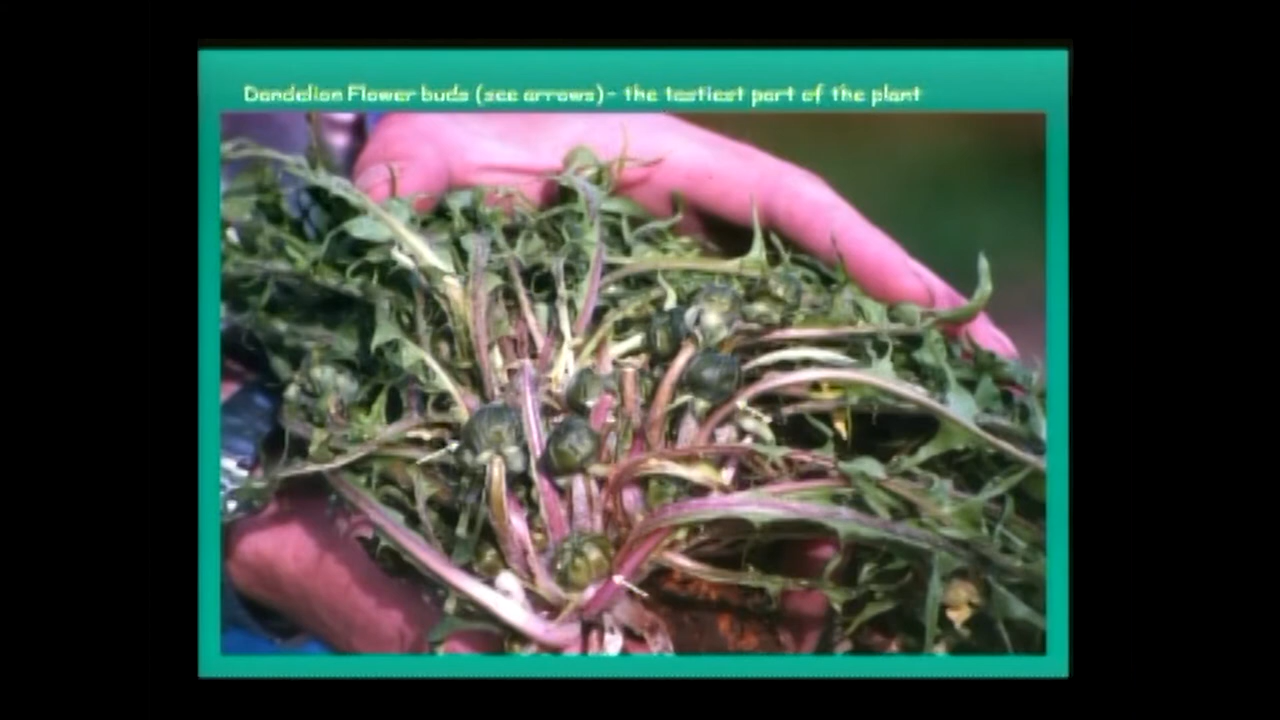 Dandelion Flower buds (see arrows)- the tastiest part of the plant